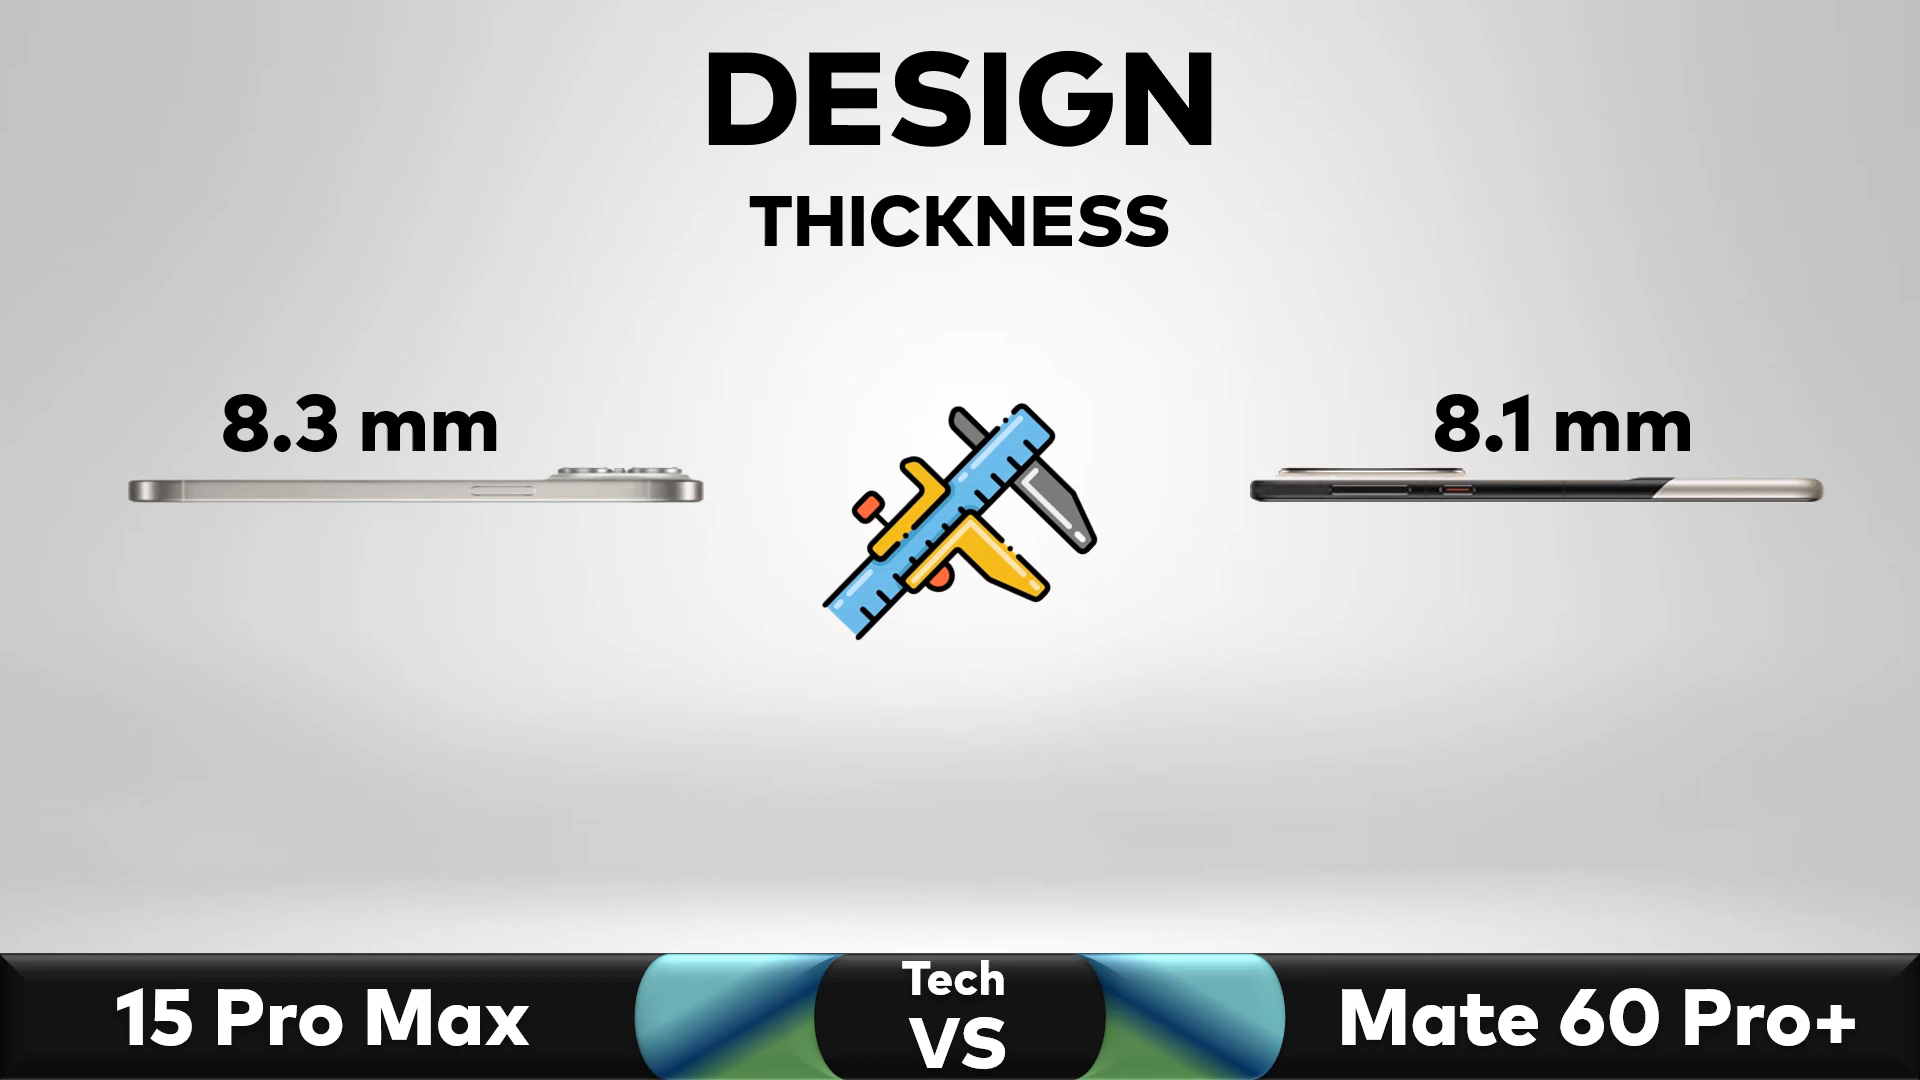 DESIGN
THICKNESS
8.3 mm
8.1 mm
15 Pro Max
Tech
VS
Mate 60 Pro+